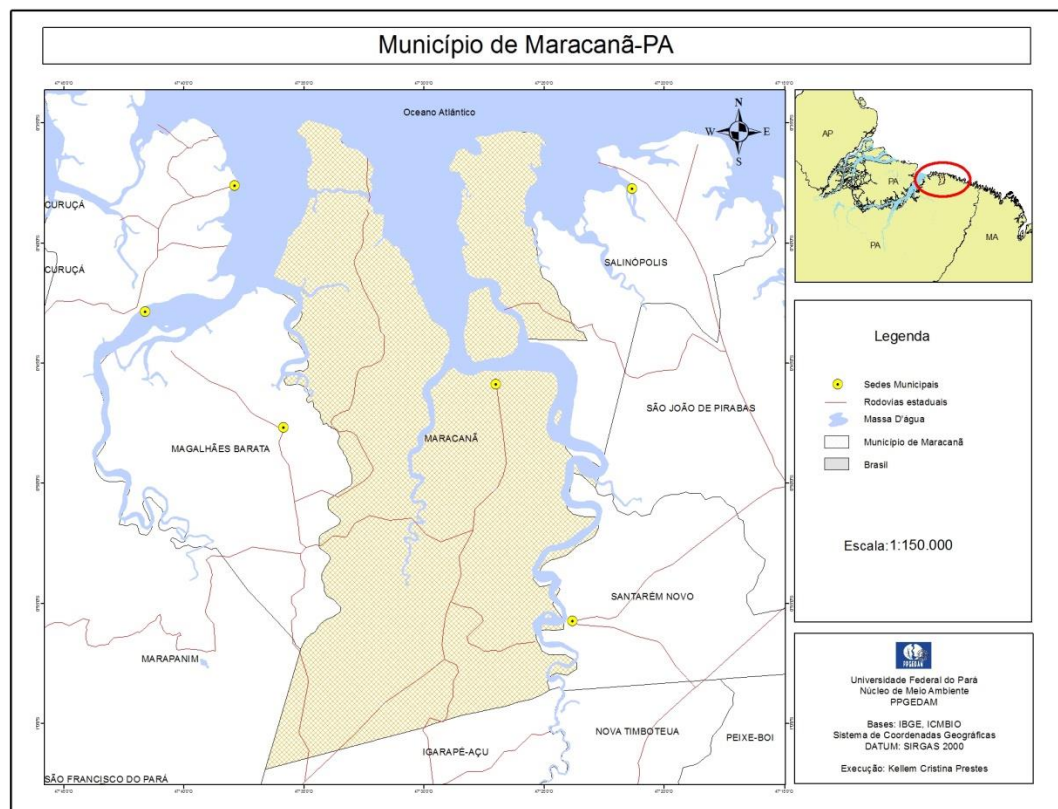 Município de Maracanã-PA
Oceano Atlântico
N
W
E
S
CURUÇÁ
CURUÇÁ
SALINÓPOLIS
MARACANÃ
SÃO JOÃO DE PIRABAS
MAGALHÃES BARATA
SANTARÉM NOVO
MARAPANIM
NOVA TIMBOTEUA
PEIXE-BOI
IGARAPÉ-AÇU
SÃO FRANCISCO DO PARÁ
AP
PA
PA
MA
Legenda
Sedes Municipais
Rodovias estaduais
Massa D'água
Município de Maracanã
Brasil
Escala:1:150.000
PPGEDAM
Universidade Federal do Pará
Núcleo de Meio Ambiente
PPGEDAM
Bases: IBGE, ICMBIO
Sistema de Coordenadas Geográficas
DATUM: SIRGAS 2000
Execução: Kellem Cristina Prestes